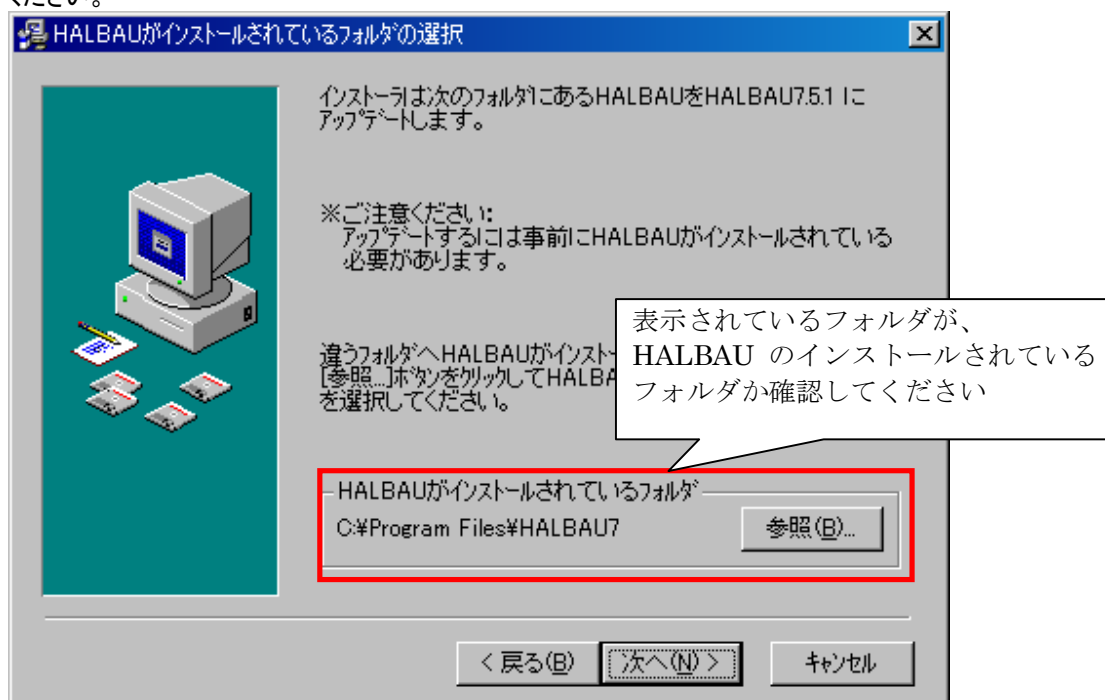 ください。
HALBAUがインストールされているフォルダの選択
インストーラは次のフォルダにあるHALBAUをHALBAU7.5.1 に
アップデートします。
※ご注意ください:
アップデートするには事前にHALBAUがインストールされている
必要があります。
表示されているフォルダが、
HALBAU のインストールされている
フォルダか確認してください
違うフォルダへHALBAUがインスト
[参照...]ボタンをクリックしてHALBA
を選択してください。
HALBAUがインストールされているフォルダ
C:¥Program Files¥HALBAU7
参照(B)...
< 戻る(B)
次へ(N) >
キャンセル